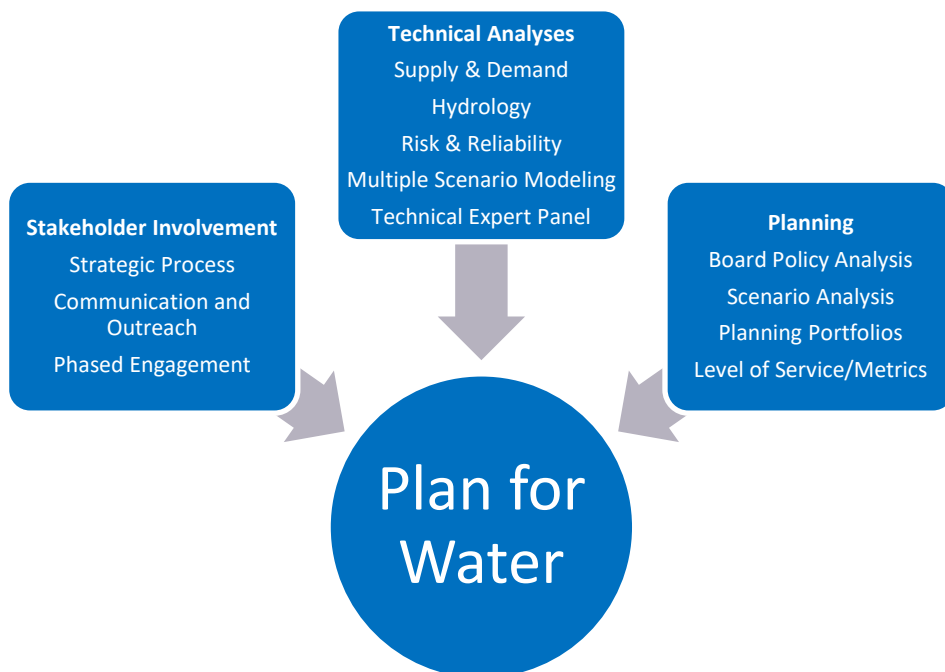 Technical Analyses
Supply & Demand
Hydrology
Risk & Reliability
Multiple Scenario Modeling
Technical Expert Panel
Stakeholder Involvement
Strategic Process
Communication and
Outreach
Phased Engagement
Planning
Board Policy Analysis
Scenario Analysis
Planning Portfolios
Level of Service/Metrics
Plan for
Water